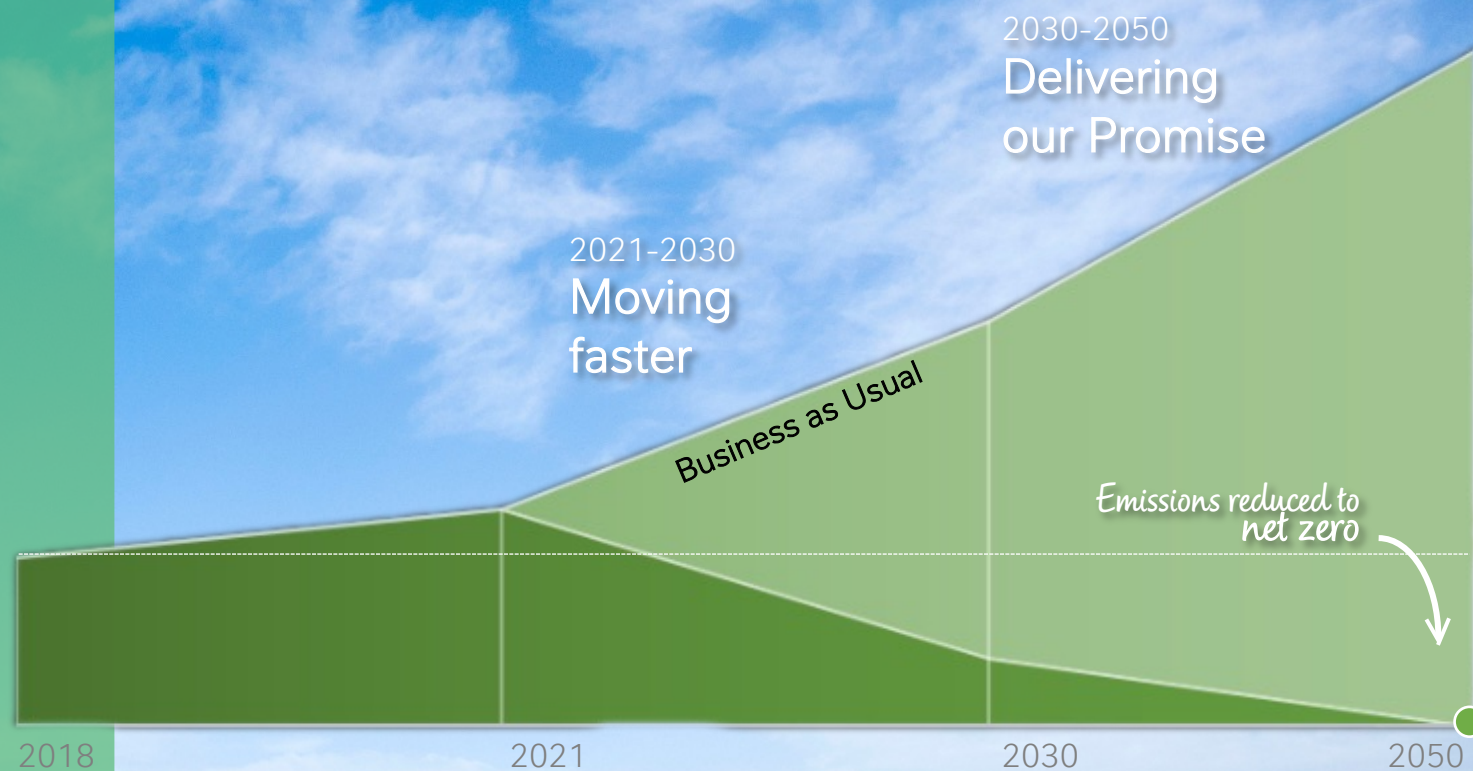 2030-2050
Delivering
our Promise
2021-2030
Moving
faster
Business as Usual
Emissions reduced to
net zero
2018
2021
2030
2050